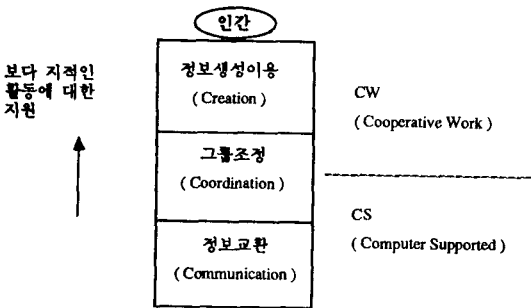 인간
보다 지적인
활동에 대한
지원
정보생성이용
( Creation )
그룹조정
( Coordination )
정보교환
( Communication )
CW
( Cooperative Work )
CS
( Computer Supported )